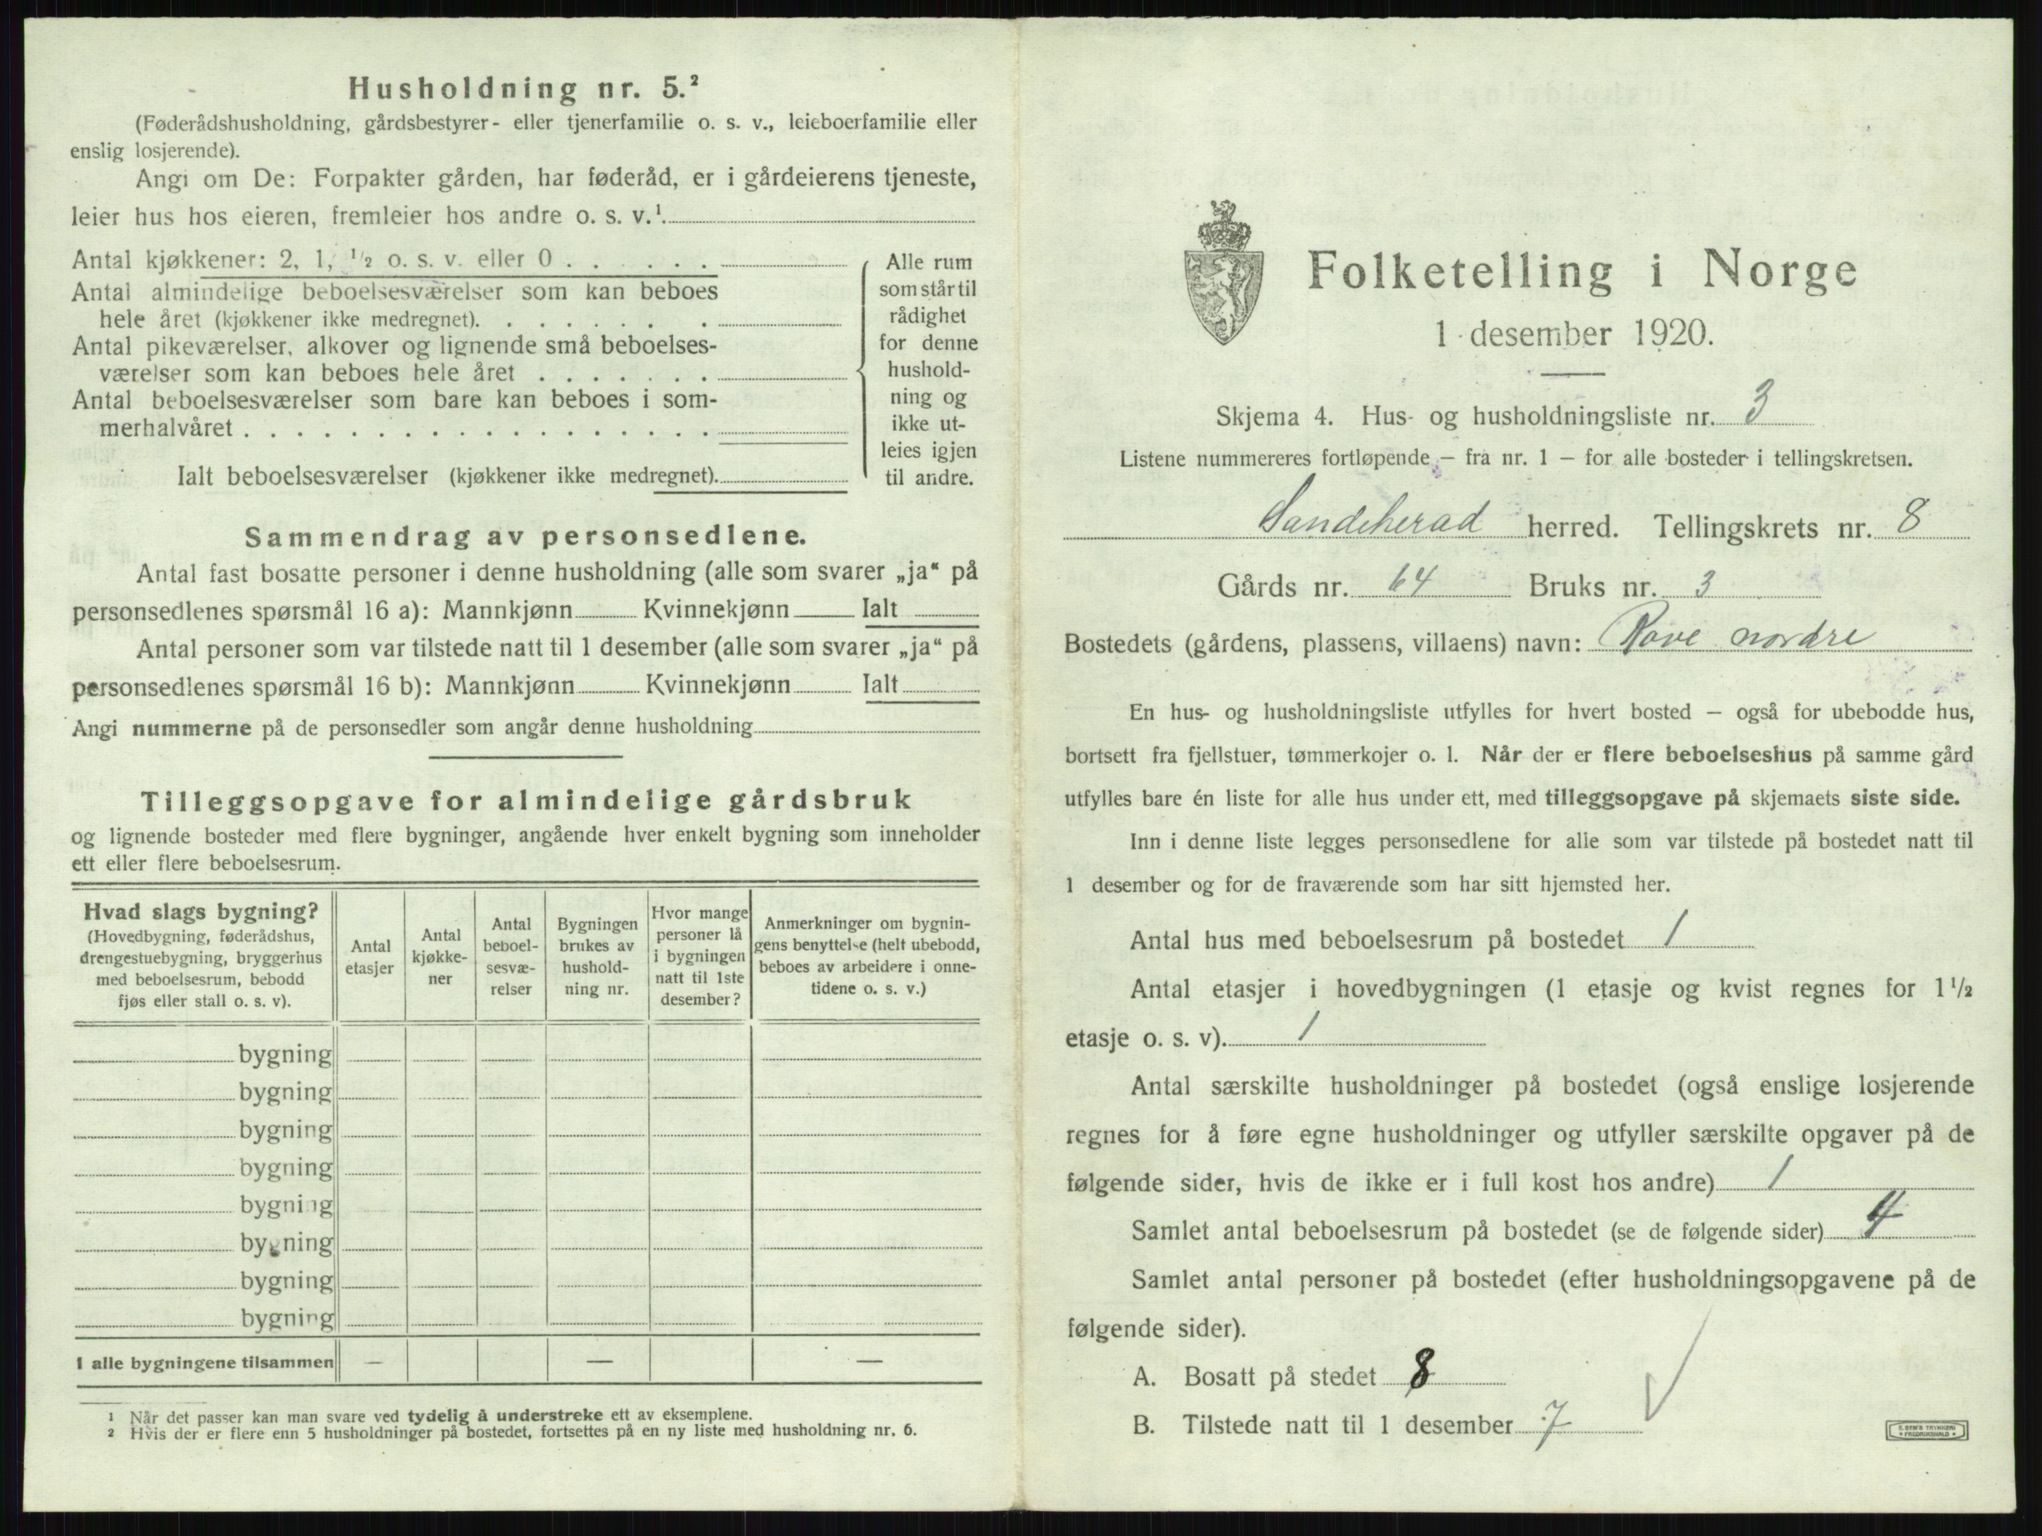 Husholdning nr. 5.²
(Føderådshusholdning, gårdsbestyrer- eller tjenerfamilie o. s. v., leieboerfamilie eller
enslig losjerende).
Angi om De: Forpakter gården, har føderåd, er i gårdeierens tjeneste,
leier hus hos eieren, fremleier hos andre o. s. v.¹
Antal kjøkkener: 2, 1, ¹/₂ o. s. v. eller 0 . . . . . .
Antal almindelige beboelsesværelser som kan beboes
hele året (kjøkkener ikke medregnet). . . . . . . . .
Antal pikeværelser, alkover og lignende små beboelses-
værelser som kan beboes hele året . . . . . . .
Antal beboelsesværelser som bare kan beboes i som-
merhalvåret . . . . . . . . . . . . . . . . . .
Ialt beboelsesværelser (kjøkkener ikke medregnet).
Alle rum
som står til
rådighet
for denne
hushold-
ning og
ikke ut-
leies igjen
til andre.
Sammendrag av personsedlene.
Antal fast bosatte personer i denne husholdning (alle som svarer „ja“ på
personsedlenes spørsmål 16 a): Mannkjønn Kvinnekjønn Ialt
Antal personer som var tilstede natt til 1 desember (alle som svarer „ja“ på
personsedlenes spørsmål 16 b): Mannkjønn Kvinnekjønn Ialt
Angi nummerne på de personsedler som angår denne husholdning
Tilleggsopgave for almindelige gårdsbruk
og lignende bosteder med flere bygninger, angående hver enkelt bygning som inneholder
ett eller flere beboelsesrum.
Hvad slags bygning?
(Hovedbygning, føderådshus,
drengestuebygning, bryggerhus
med beboelsesrum, bebodd
fjøs eller stall o. s. v).
Antal
etasjer
Antal
kjøkke-
ner
Antal
beboel-
sesvæ-
relser
Bygningen
brukes av
hushold-
ning nr.
Hvor mange
personer lå
i bygningen
natt til 1ste
desember?
Anmerkninger om bygnin-
gens benyttelse (helt ubebodd,
beboes av arbeidere i onne-
tidene o. s. v.)
bygning
bygning
bygning
bygning
bygning
bygning
bygning
bygning
I alle bygningene tilsammen — — —
¹ Når det passer kan man svare ved tydelig å understreke ett av eksemplene.
² Hvis der er flere enn 5 husholdninger på bostedet, fortsettes på en ny liste med husholdning nr. 6.
Folketelling i Norge
1 desember 1920.
Skjema 4. Hus- og husholdningsliste nr. 3
Listene nummereres fortløpende — fra nr. 1 — for alle bosteder i tellingskretsen.
Sandeherad herred. Tellingskrets nr. 8
Gårds nr. 64 Bruks nr. 3
Bostedets (gårdens, plassens, villaens) navn: Rove nordre
En hus- og husholdningsliste utfylles for hvert bosted — også for ubebodde hus,
bortsett fra fjellstuer, tømmerkojer o. l. Når der er flere beboelseshus på samme gård
utfylles bare én liste for alle hus under ett, med tilleggsopgave på skjemaets siste side.
Inn i denne liste legges personsedlene for alle som var tilstede på bostedet natt til
1 desember og for de fraværende som har sitt hjemsted her.
Antal hus med beboelsesrum på bostedet 1
Antal etasjer i hovedbygningen (1 etasje og kvist regnes for 1¹/₂
etasje o. s. v). 1
Antal særskilte husholdninger på bostedet (også enslige losjerende
regnes for å føre egne husholdninger og utfyller særskilte opgaver på de
følgende sider, hvis de ikke er i full kost hos andre) 1
Samlet antal beboelsesrum på bostedet (se de følgende sider) 4
Samlet antal personer på bostedet (efter husholdningsopgavene på de
følgende sider).
A. Bosatt på stedet 8
B. Tilstede natt til 1 desember 7